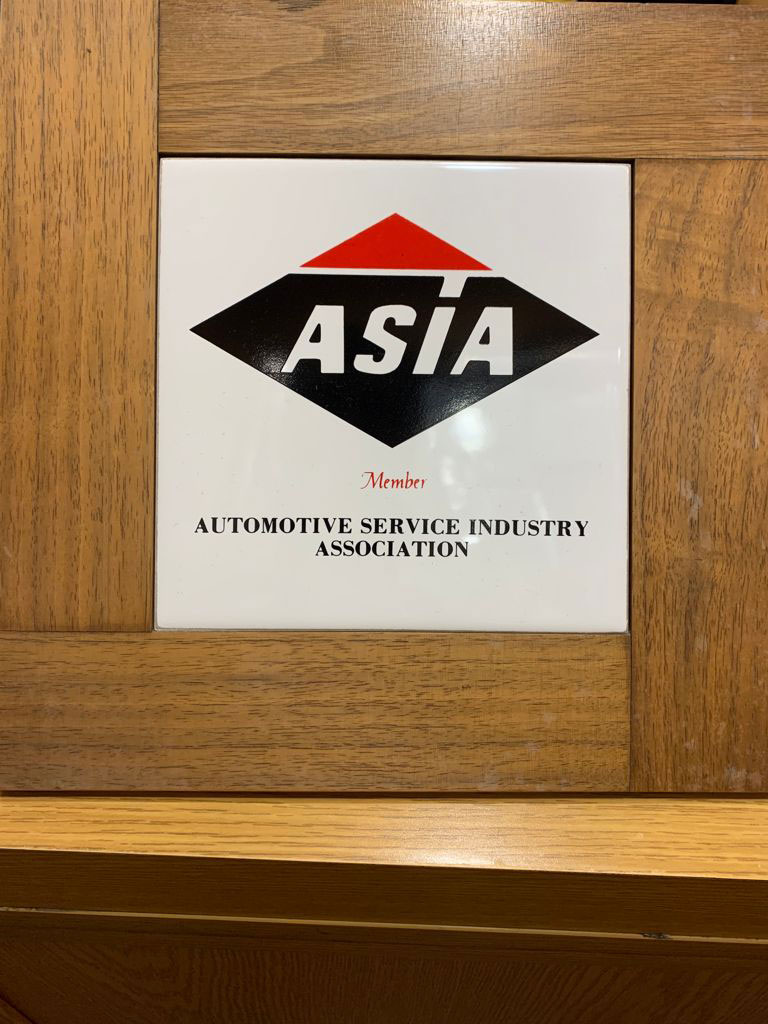 ASiA
Member
AUTOMOTIVE SERVICE INDUSTRY
ASSOCIATION